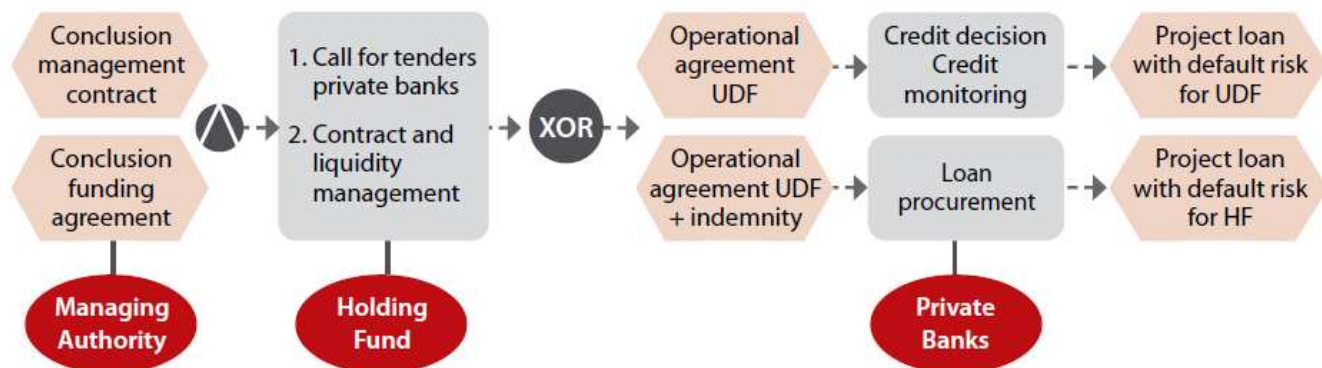 Conclusion
management
contract
Conclusion
funding
agreement
Managing
Authority
1. Call for tenders
private banks
2. Contract and
liquidity
management
Holding
Fund
XOR
Operational
agreement
UDF
Credit decision
Credit
monitoring
Project loan
with default risk
for UDF
Operational
agreement UDF
+ indemnity
Loan
procurement
Project loan
with default risk
for HF
Private
Banks